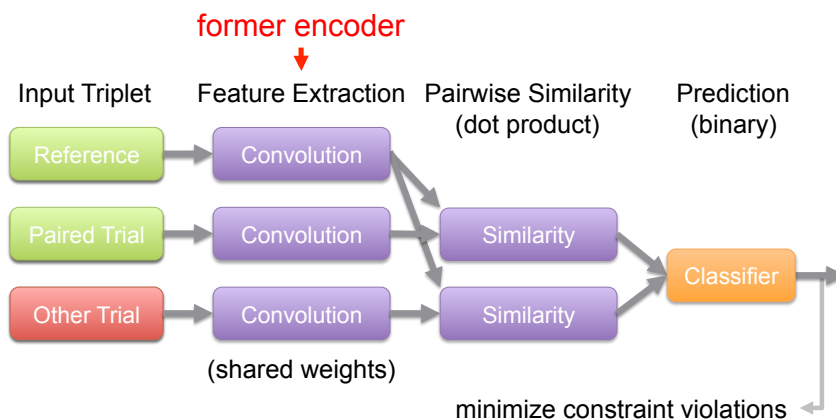 former encoder
Input Triplet
Feature Extraction
Pairwise Similarity
(dot product)
Prediction
(binary)
Reference
Convolution
Paired Trial
Convolution
Similarity
Classifier
Other Trial
Convolution
Similarity
(shared weights)
minimize constraint violations